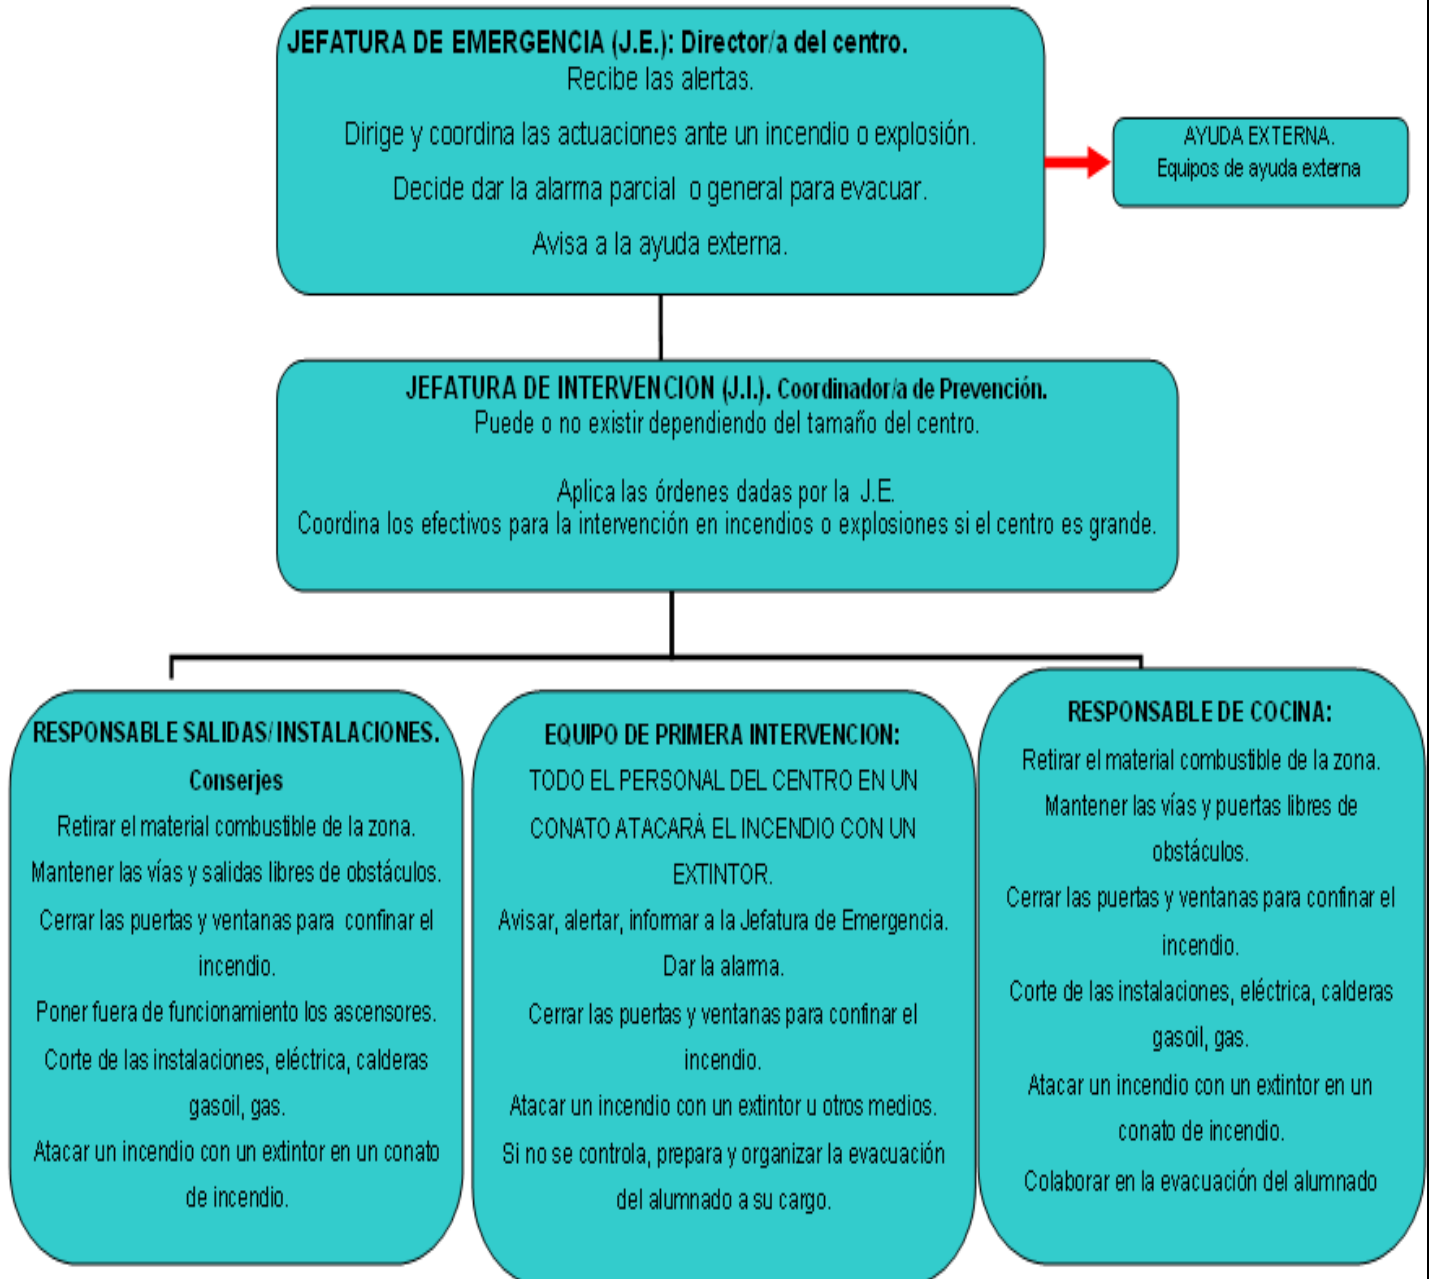 JEFATURA DE EMERGENCIA (J.E.): Director/a del centro.
Recibe las alertas.
Dirige y coordina las actuaciones ante un incendio o explosión.
Decide dar la alarma parcial o general para evacuar.
Avisa a la ayuda externa.
AYUDA EXTERNA.
Equipos de ayuda externa
JEFATURA DE INTERVENCION (J.I.). Coordinador/a de Prevención.
Puede o no existir dependiendo del tamaño del centro.
Aplica las órdenes dadas por la J.E.
Coordina los efectivos para la intervención en incendios o explosiones si el centro es grande.
RESPONSABLE SALIDAS/INSTALACIONES.
Conserjes
Retirar el material combustible de la zona.
Mantener las vías y salidas libres de obstáculos.
Cerrar las puertas y ventanas para confinar el
incendio.
Poner fuera de funcionamiento los ascensores.
Corte de las instalaciones, eléctrica, calderas
gasoil, gas.
Atacar un incendio con un extintor en un conato
de incendio.
EQUIPO DE PRIMERA INTERVENCION:
TODO EL PERSONAL DEL CENTRO EN UN
CONATO ATACARÁ EL INCENDIO CON UN
EXTINTOR.
Avisar, alertar, informar a la Jefatura de Emergencia.
Dar la alarma.
Cerrar las puertas y ventanas para confinar el
incendio.
Atacar un incendio con un extintor u otros medios.
Si no se controla, prepara y organizar la evacuación
del alumnado a su cargo.
RESPONSABLE DE COCINA:
Retirar el material combustible de la zona.
Mantener las vías y puertas libres de
obstáculos.
Cerrar las puertas y ventanas para confinar el
incendio.
Corte de las instalaciones, eléctrica, calderas
gasoil, gas.
Atacar un incendio con un extintor en un
conato de incendio.
Colaborar en la evacuación del alumnado